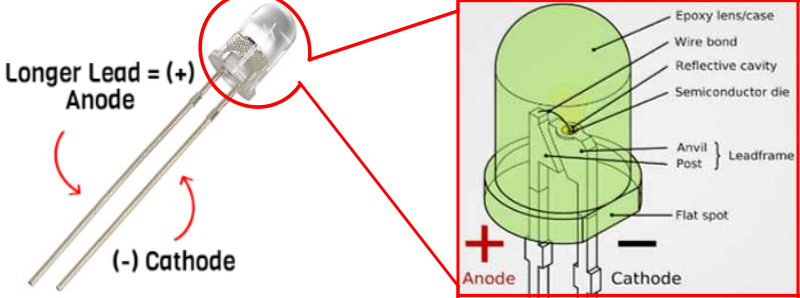 Longer Lead = (+)
Anode
(-) Cathode
Epoxy lens/case
Wire bond
Reflective cavity
Semiconductor die
Anvil
Post
Leadframe
Flat spot
+
−
Anode
Cathode